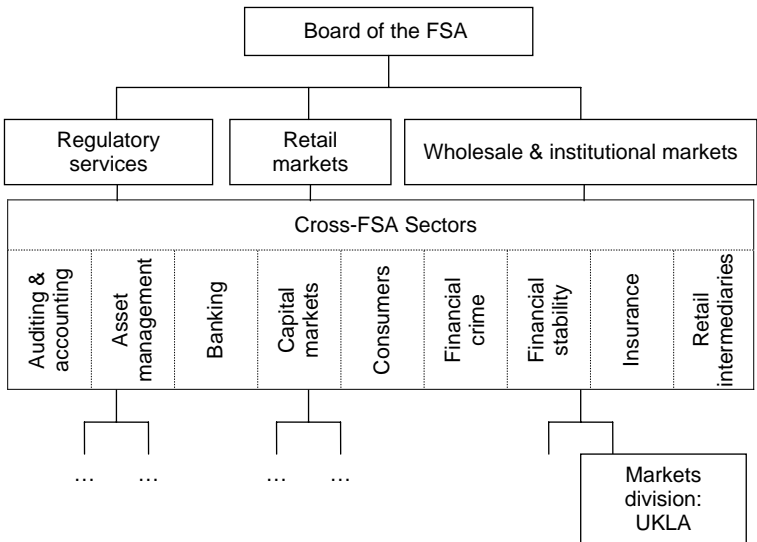 Board of the FSA
Regulatory
services
Retail
markets
Wholesale & institutional markets
Cross-FSA Sectors
Auditing &
accounting
Asset
management
Banking
Capital
markets
Consumers
Financial
crime
Financial
stability
Insurance
Retail
intermediaries
... ... ... ...
Markets
division:
UKLA